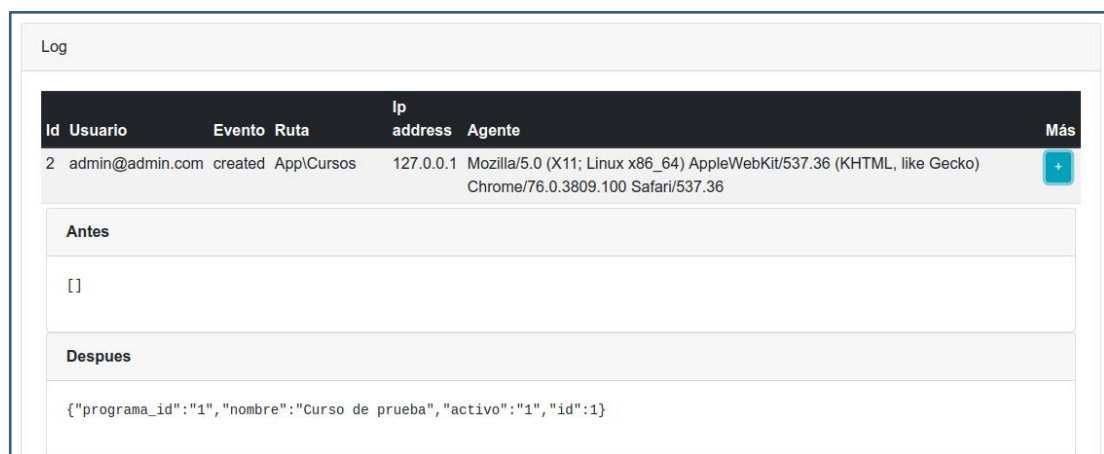 Log
Id Usuario Evento Ruta Ip address Agente Más
2 admin@admin.com created App\Cursos 127.0.0.1 Mozilla/5.0 (X11; Linux x86_64) AppleWebKit/537.36 (KHTML, like Gecko) +
Chrome/76.0.3809.100 Safari/537.36
Antes
[]
Despues
{"programa_id":"1","nombre":"Curso de prueba","activo":"1","id":1}